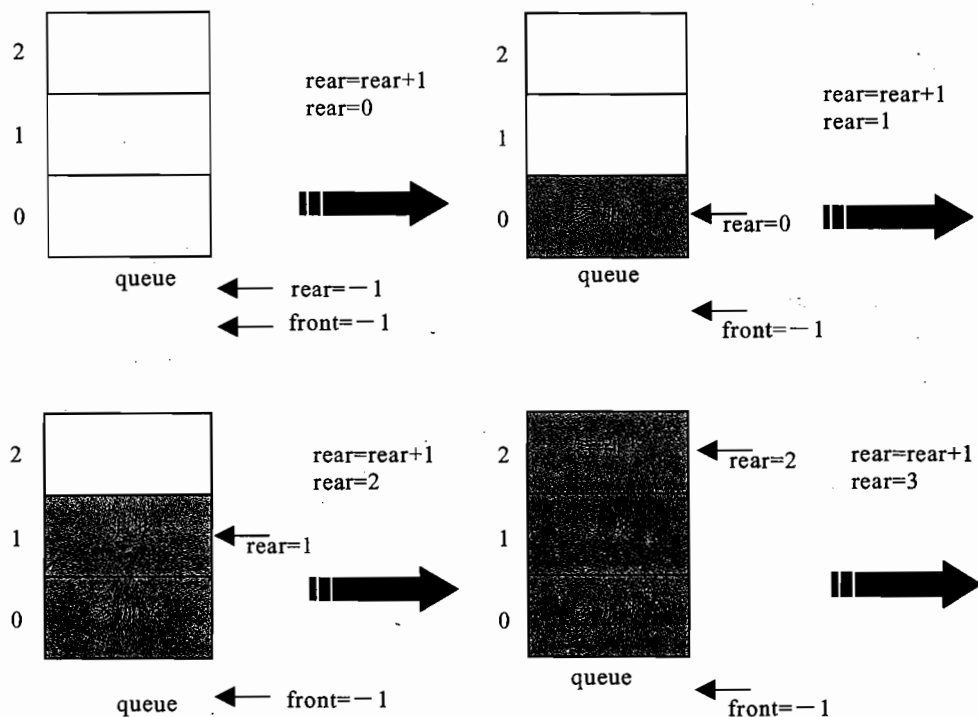 2
1
0
queue
rear=-1
front=-1
rear=rear+1
rear=0
2
1
0
queue
rear=0
front=-1
rear=rear+1
rear=1
2
1
0
queue
rear=1
front=-1
rear=rear+1
rear=2
2
1
0
queue
rear=2
front=-1
rear=rear+1
rear=3